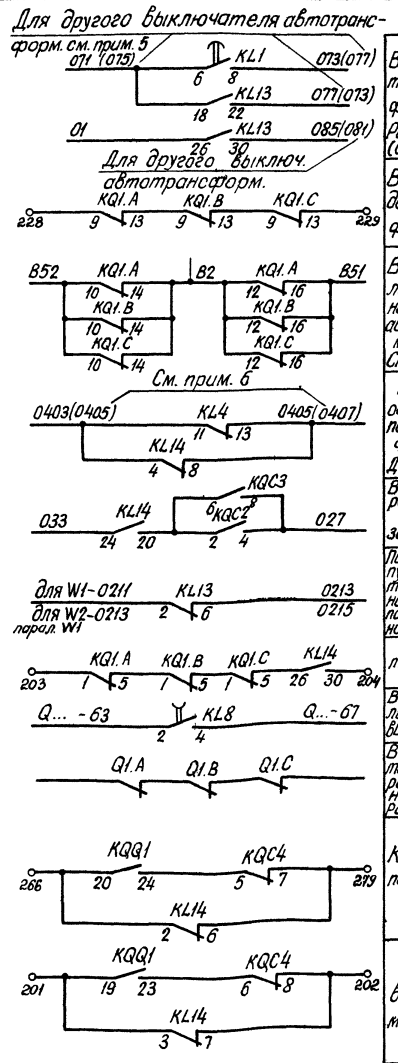 Для другого выключателя автотранс-
форм. см. прим. 5
071 (075) KL1 073(077)
6 8
KL13 077(073)
18 22
01 KL13 085(081)
26 30
Для другого выключ.
автотрансформ.
KQ1.A KQ1.B KQ1.C
228 9 13 9 13 9 13 229
B52 KQ1.A B2 KQ1.A B51
10 14 12 16
KQ1.B KQ1.B
10 14 12 16
KQ1.C KQ1.C
10 14 12 16
См. прим. 6
0403(0405) KL4 0405(0407)
11 13
KL14
4 8
KQC3
6 8
033 KL14 KQC2 027
24 20 2 4
для W1-0211 KL13 0213
для W2-0213 2 6 0215
парал. W1
KQ1.A KQ1.B KQ1.C KL14
203 1 5 1 5 1 5 26 30 204
Q... -63 KL8 Q...-67
2 4
Q1.A Q1.B Q1.C
KQQ1 KQC4
266 20 24 5 7 279
KL14
2 6
KQQ1 KQC4
201 19 23 6 8 202
KL14
3 7